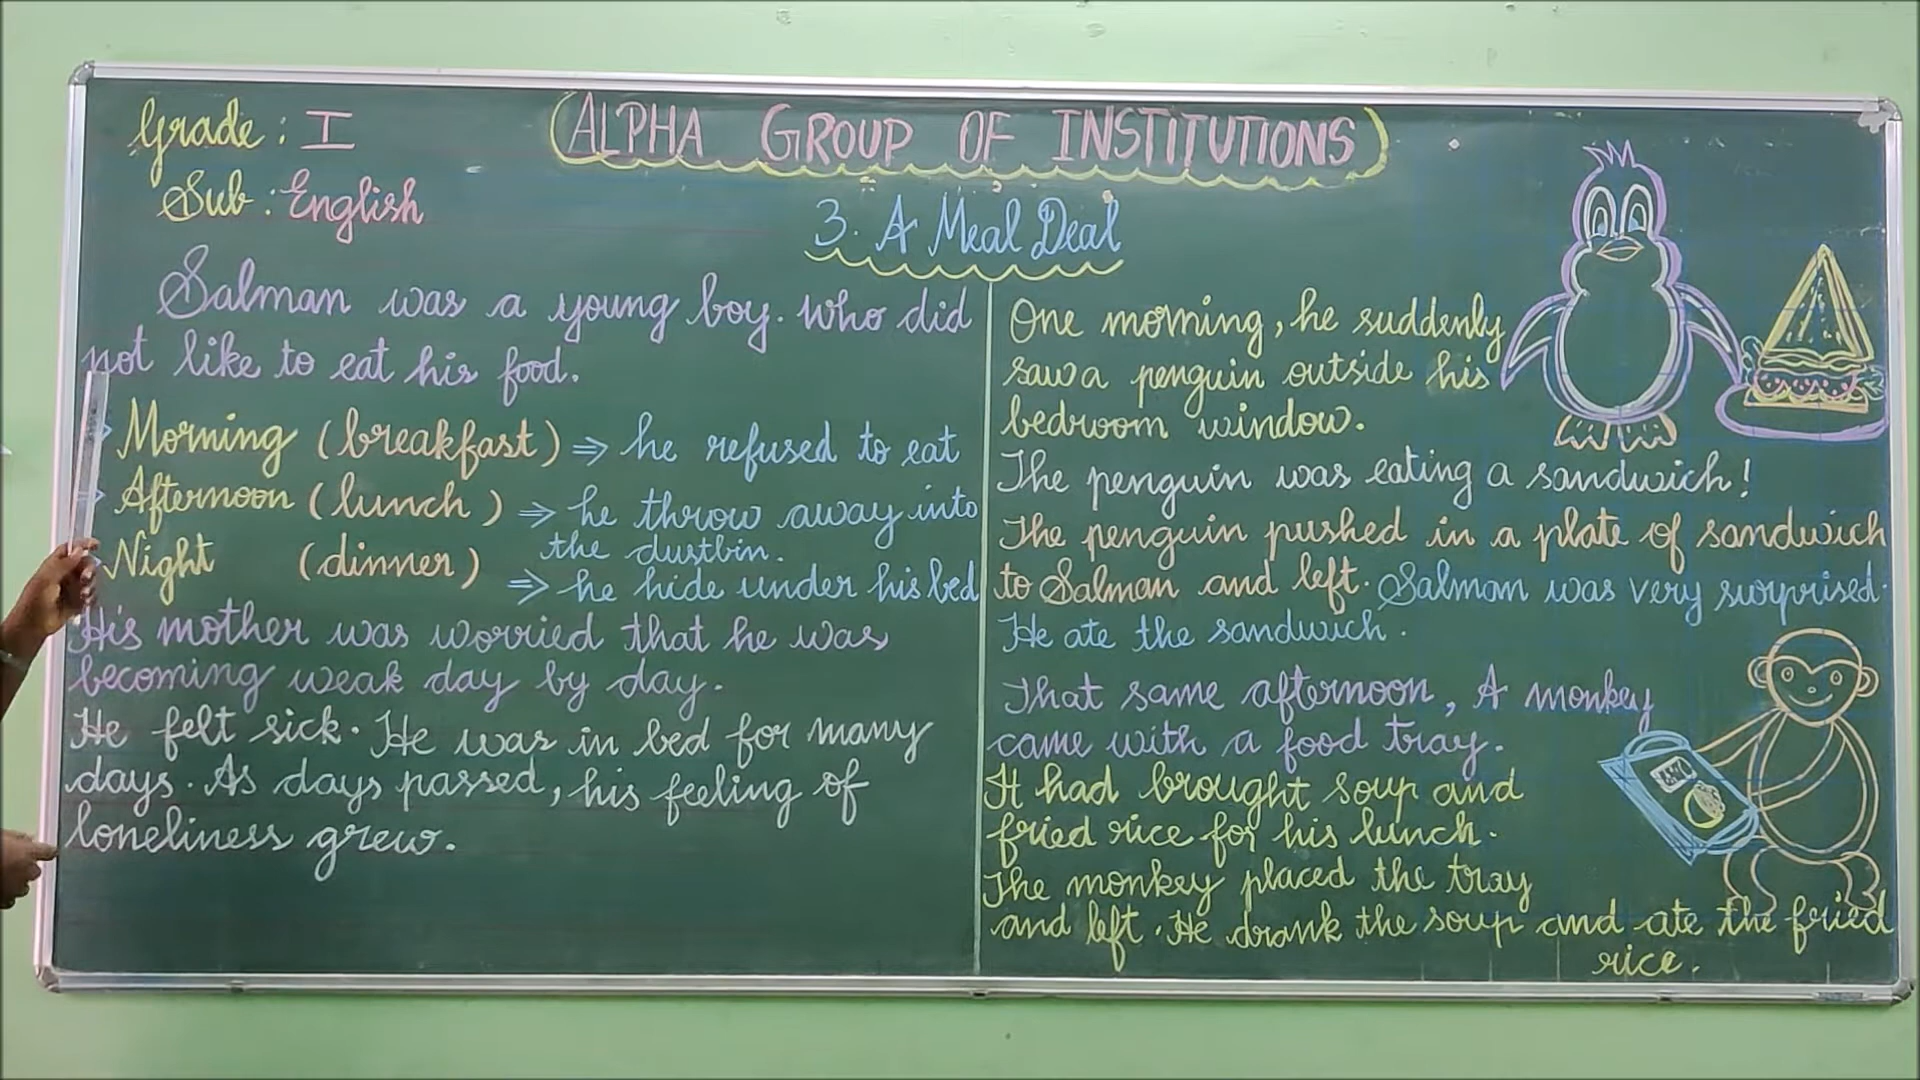 Grade : I
(ALPHA GROUP OF INSTITUTIONS)
Sub : English
3. A Meal Deal
Salman was a young boy. who did
not like to eat his food.
Morning (breakfast) ⇒ he refused to eat
Afternoon (lunch) ⇒ he throw away into
the dustbin.
Night (dinner) ⇒ he hide under his bed
His mother was worried that he was
becoming weak day by day.
He felt sick. He was in bed for many
days. As days passed, his feeling of
loneliness grew.
One morning, he suddenly
saw a penguin outside his
bedroom window.
The penguin was eating a sandwich!
The penguin pushed in a plate of sandwich
to Salman and left. Salman was very surprised.
He ate the sandwich.
That same afternoon, A monkey
came with a food tray.
It had brought soup and
fried rice for his lunch.
The monkey placed the tray
and left. He drank the soup and ate the fried
rice.